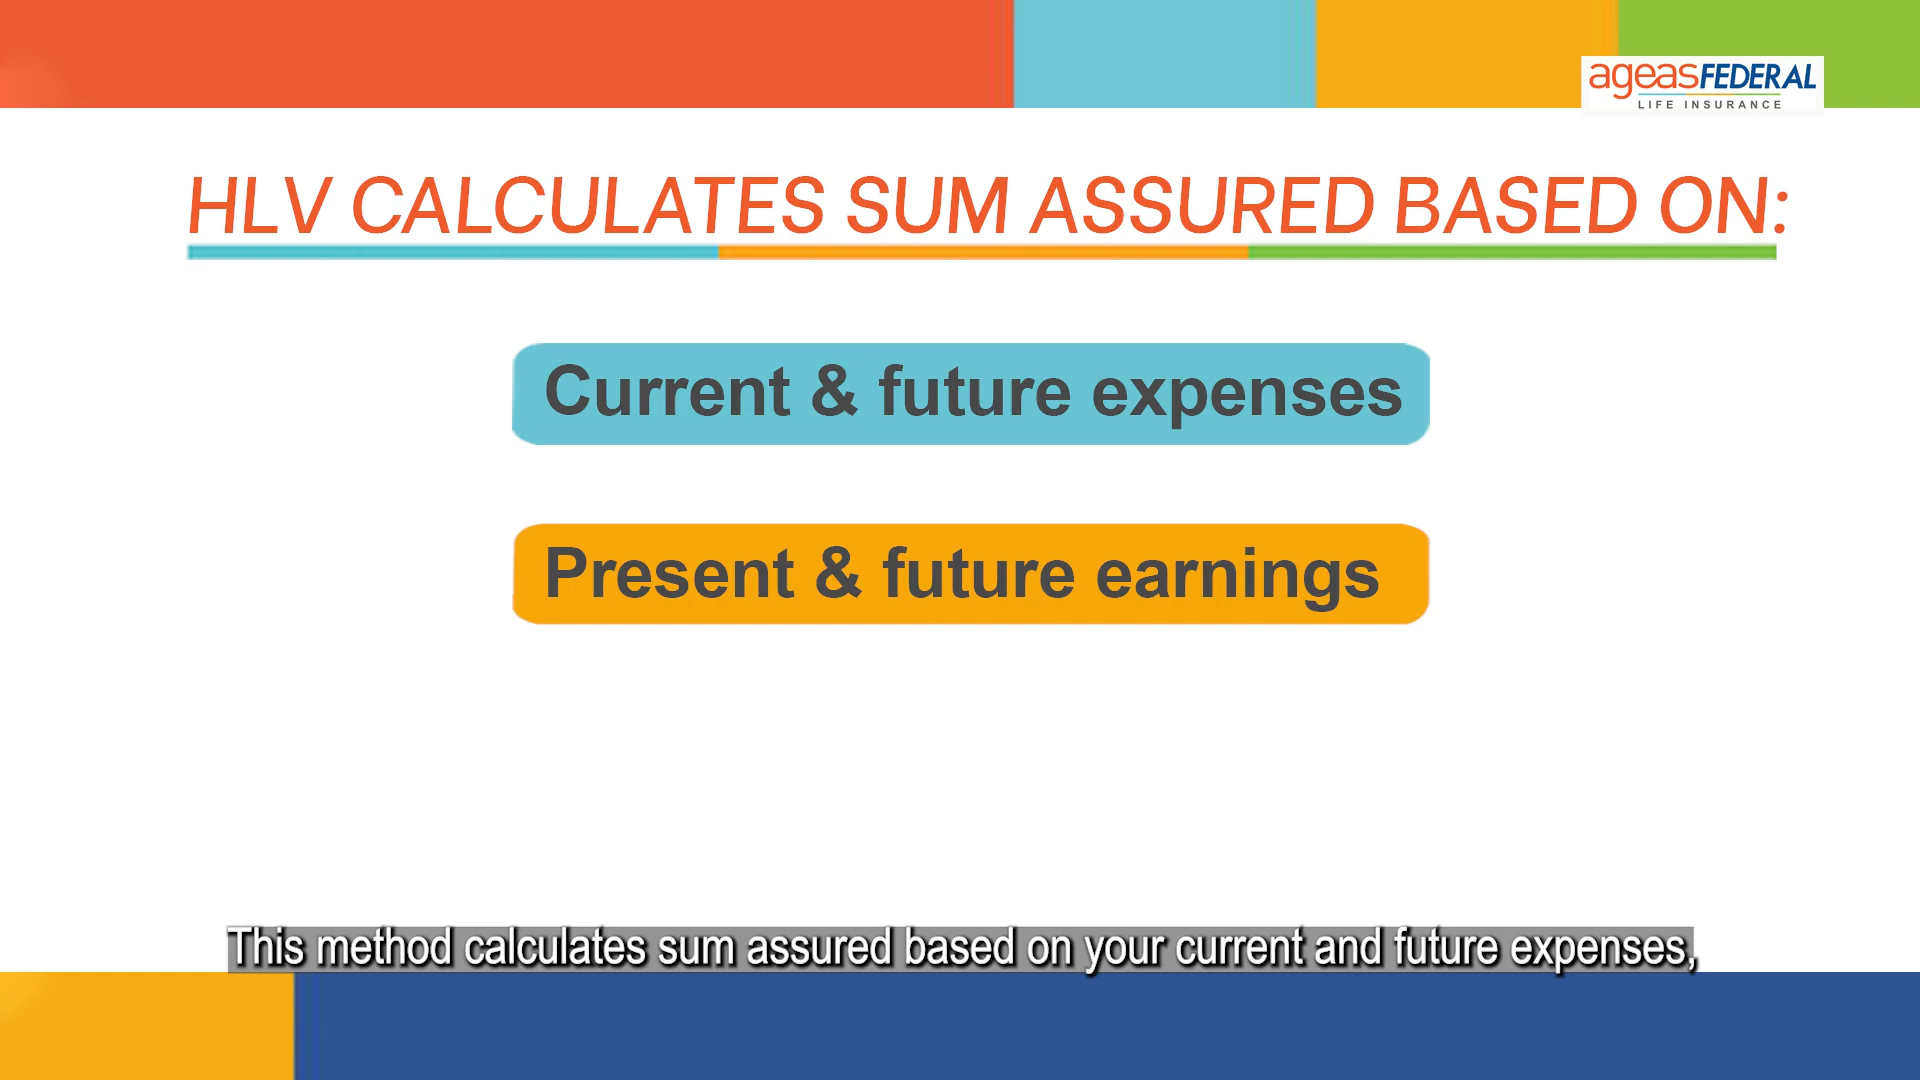 ageasFEDERAL
LIFE INSURANCE
HLV CALCULATES SUM ASSURED BASED ON:
Current & future expenses
Present & future earnings
This method calculates sum assured based on your current and future expenses,